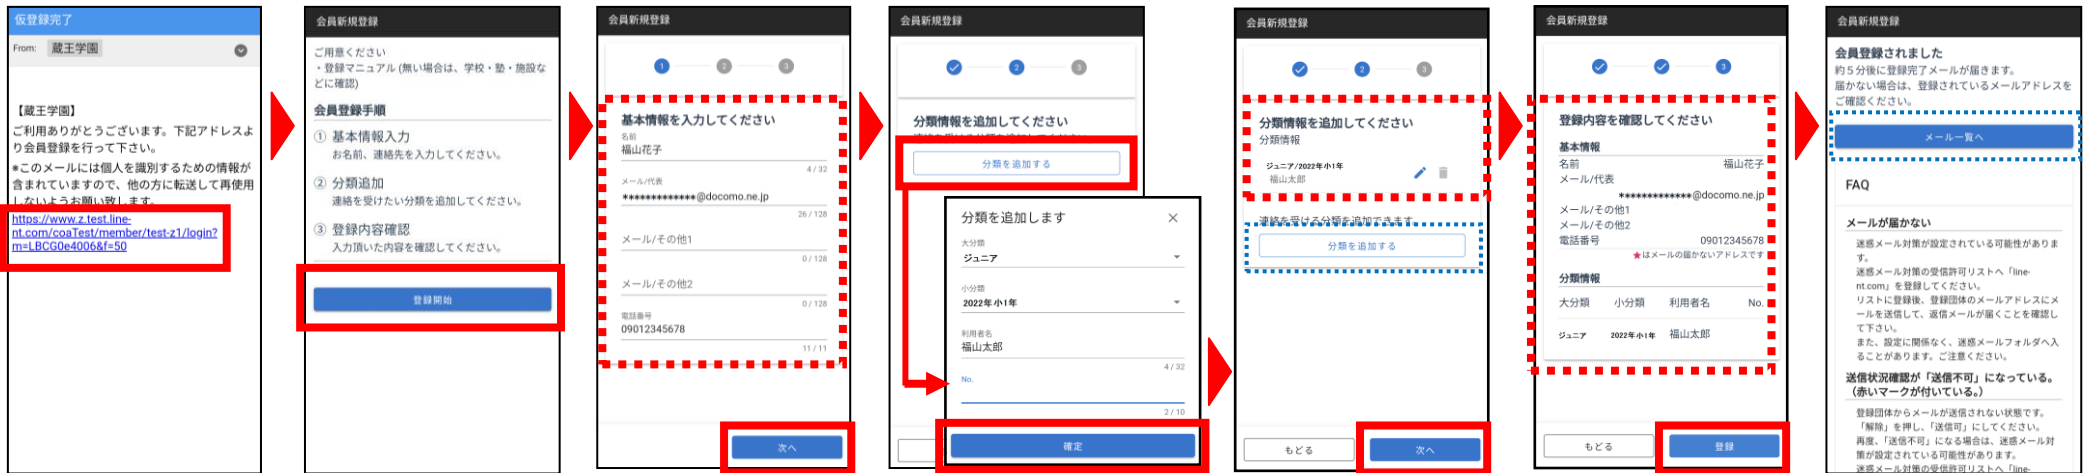 仮登録完了
From: 蔵王学園
【蔵王学園】
ご利用ありがとうございます。下記アドレスよ
り会員登録を行って下さい。
※このメールには個人を識別するための情報が
含まれていますので、他の方に転送して再使用
しないようお願い致します。
https://www.z.test.line-
nt.com/coaTest/member/test-z1/login?
m=LBCG0e4006&f=50
会員新規登録
ご用意ください
・登録マニュアル (無い場合は、学校・塾・施設な
どに確認)
会員登録手順
① 基本情報入力
お名前、連絡先を入力してください。
② 分類追加
連絡を受けたい分類を追加してください。
③ 登録内容確認
入力頂いた内容を確認してください。
登録開始
会員新規登録
1 2 3
基本情報を入力してください
名前
福山花子
4 / 32
メール/代表
*************@docomo.ne.jp
26 / 128
メール/その他1
0 / 128
メール/その他2
0 / 128
電話番号
09012345678
11 / 11
次へ
会員新規登録
2 3
分類情報を追加してください
分類を追加する
分類を追加します ×
大分類
ジュニア
小分類
2022年 小1年
利用者名
福山太郎
4 / 32
No.
2 / 10
確定
会員新規登録
2 3
分類情報を追加してください
分類情報
ジュニア/2022年 小1年
福山太郎
連絡を受ける分類を追加できます
分類を追加する
もどる 次へ
会員新規登録
3
登録内容を確認してください
基本情報
名前 福山花子
メール/代表
*************@docomo.ne.jp
メール/その他1
メール/その他2
電話番号 09012345678
★はメールの届かないアドレスです
分類情報
大分類 小分類 利用者名 No.
ジュニア 2022年 小1年 福山太郎
もどる 登録
会員新規登録
会員登録されました
約５分後に登録完了メールが届きます。
届かない場合は、登録されているメールアドレスを
ご確認ください。
メール一覧へ
FAQ
メールが届かない
迷惑メール対策が設定されている可能性がありま
す。
迷惑メール対策の受信許可リストへ「line-
nt.com」を登録してください。
リストに登録後、登録団体のメールアドレスにメ
ールを送信して、返信メールが届くことを確認し
て下さい。
また、設定に関係なく、迷惑メールフォルダへ入
ることがあります。ご注意ください。
送信状況確認が「送信不可」になっている。
（赤いマークが付いている。）
登録団体からメールが送信されない状態です。
「解除」を押し、「送信可」にしてください。
再度、「送信不可」になる場合は、迷惑メール対
策が設定されている可能性があります。
迷惑メール対策の受信許可リストへ「line-